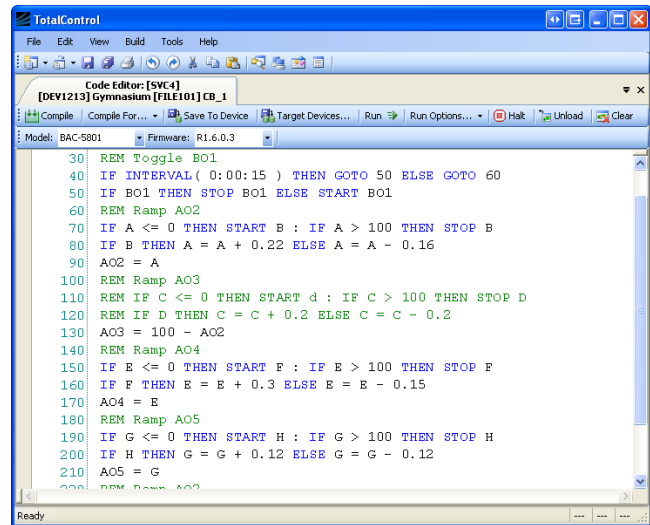 TotalControl
File Edit View Build Tools Help
Code Editor: [SVC4]
[DEV1213] Gymnasium [FILE101] CB_1
Compile Compile For... Save To Device Target Devices... Run Run Options... Halt Unload Clear
Model: BAC-5801 Firmware: R1.6.0.3
30 REM Toggle BO1
40 IF INTERVAL( 0:00:15 ) THEN GOTO 50 ELSE GOTO 60
50 IF BO1 THEN STOP BO1 ELSE START BO1
60 REM Ramp AO2
70 IF A <= 0 THEN START B : IF A > 100 THEN STOP B
80 IF B THEN A = A + 0.22 ELSE A = A - 0.16
90 AO2 = A
100 REM Ramp AO3
110 REM IF C <= 0 THEN START d : IF C > 100 THEN STOP D
120 REM IF D THEN C = C + 0.2 ELSE C = C - 0.2
130 AO3 = 100 - AO2
140 REM Ramp AO4
150 IF E <= 0 THEN START F : IF E > 100 THEN STOP F
160 IF F THEN E = E + 0.3 ELSE E = E - 0.15
170 AO4 = E
180 REM Ramp AO5
190 IF G <= 0 THEN START H : IF G > 100 THEN STOP H
200 IF H THEN G = G + 0.12 ELSE G = G - 0.12
210 AO5 = G
220 REM Ramp
Ready --- --- ---